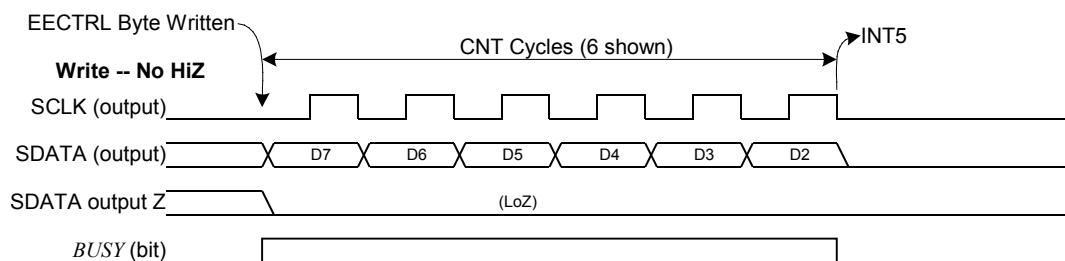 EECTRL Byte Written
CNT Cycles (6 shown)
INT5
Write -- No HiZ
SCLK (output)
SDATA (output)
D7 D6 D5 D4 D3 D2
SDATA output Z
(LoZ)
BUSY (bit)